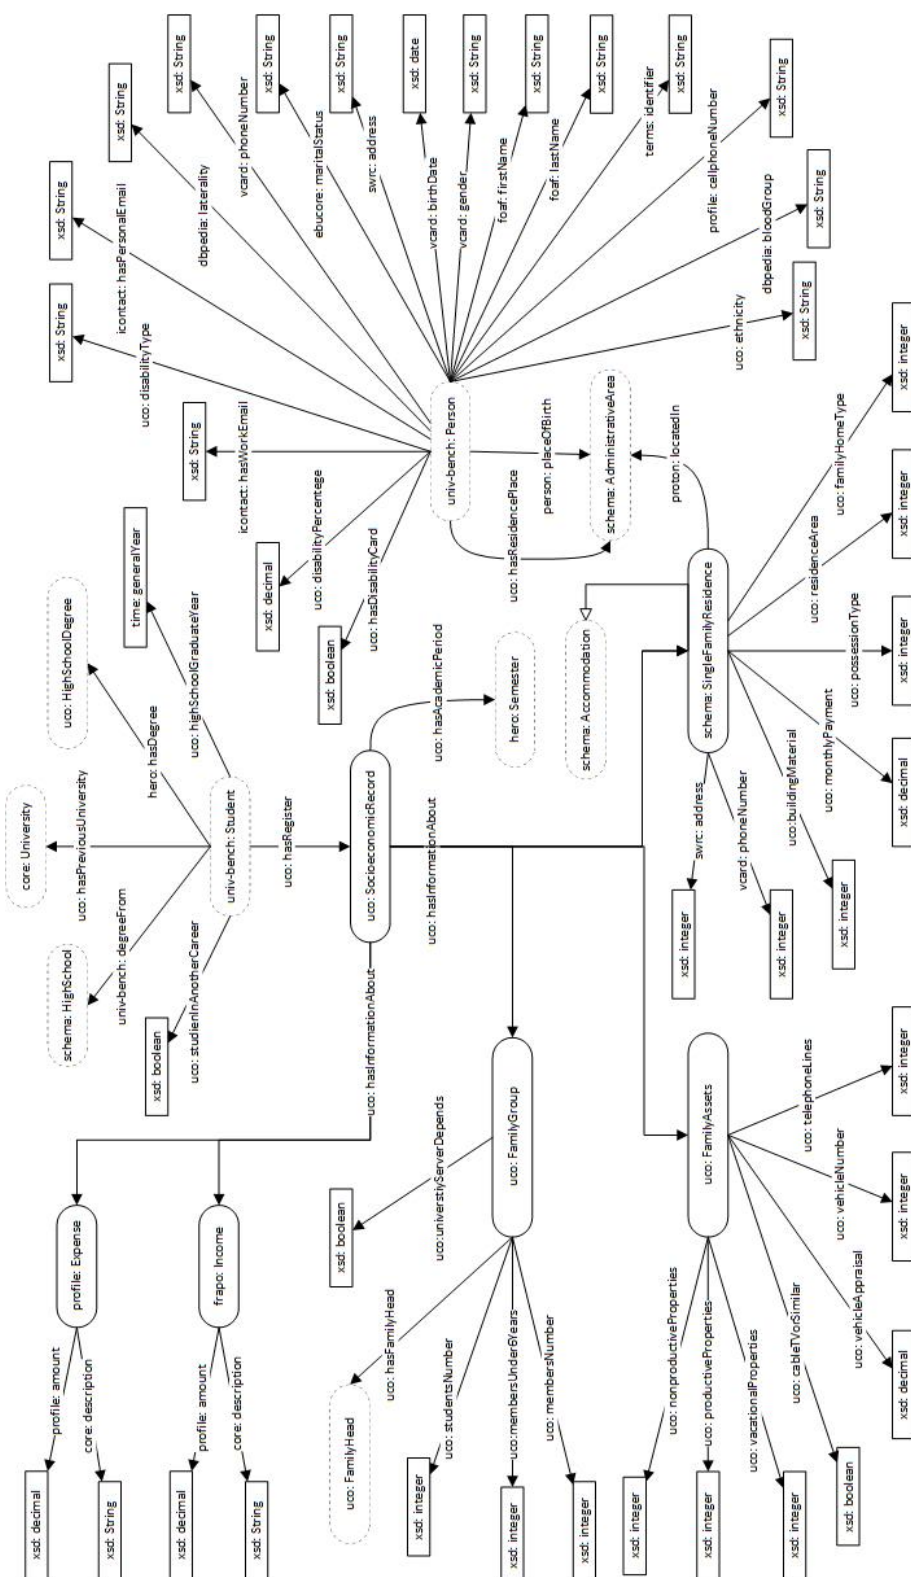 core: University
xsd: decimal
profile: amount
xsd: String
xsd: String
schema: HighSchool
uco: HighSchoolDegree
profile: Expense
uco: hasPreviousUniversity
core: description
xsd: String
xsd: String
univ-bench: degreeFrom
icontact: hasPersonalEmail
time: generalYear
uco: disabilityType
hero: hasDegree
xsd: boolean
xsd: String
xsd: decimal
profile: amount
uco: studienInAnotherCareer
xsd: String
uco: highSchoolGraduateYear
dbpedia: laterality
frapo: Income
univ-bench: Student
core: description
icontact: hasWorkEmail
vcard: phoneNumber
xsd: String
xsd: decimal
xsd: String
uco: hasRegister
uco: disabilityPercentege
ebucore: maritalStatus
xsd: boolean
xsd: boolean
xsd: String
uco: FamilyHead
uco: hasInformationAbout
uco: SocioeconomicRecord
uco: hasDisabilityCard
swrc: address
uco: hasFamilyHead
xsd: date
xsd: integer
uco: hasInformationAbout
vcard: birthDate
uco:universtiyServerDepends
uco: hasAcademicPeriod
uco: studentsNumber
univ-bench: Person
vcard: gender
xsd: String
foaf: firstName
uco:membersUnder6Years
xsd: integer
uco: FamilyGroup
hero: Semester
uco: hasResidencePlace
xsd: String
uco: membersNumber
person: placeOfBirth
foaf: lastName
xsd: integer
schema: Accommodation
xsd: String
schema: AdministrativeArea
xsd: integer
terms: identifier
uco: nonproductiveProperties
proton: locatedIn
xsd: String
xsd: integer
swrc: address
xsd: integer
uco: productiveProperties
uco: FamilyAssets
schema: SingleFamilyResidence
profile: cellphoneNumber
vcard: phoneNumber
uco: ethnicity
uco: vacationalProperties
xsd: integer
xsd: String
dbpedia: bloodGroup
xsd: integer
uco:buildingMaterial
xsd: String
uco: cableTVorSimilar
uco: telephoneLines
xsd: String
uco: residenceArea
uco: monthlyPayment
uco: familyHomeType
uco: vehicleNumber
xsd: boolean
xsd: integer
uco: vehicleAppraisal
uco: possessionType
xsd: decimal
xsd: integer
xsd: integer
xsd: decimal
xsd: integer
xsd: integer
xsd: integer